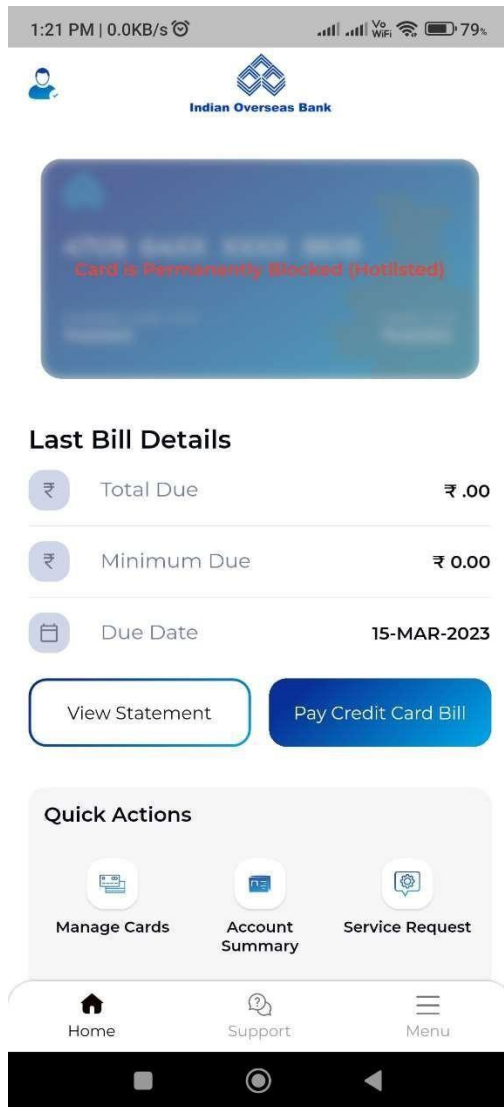 1:21 PM | 0.0KB/s Vo WiFi 79%
Indian Overseas Bank
Card is Permanently Blocked (Hotlisted)
Last Bill Details
₹ Total Due ₹ .00
₹ Minimum Due ₹ 0.00
Due Date 15-MAR-2023
View Statement Pay Credit Card Bill
Quick Actions
Manage Cards Account Summary Service Request
Home Support Menu